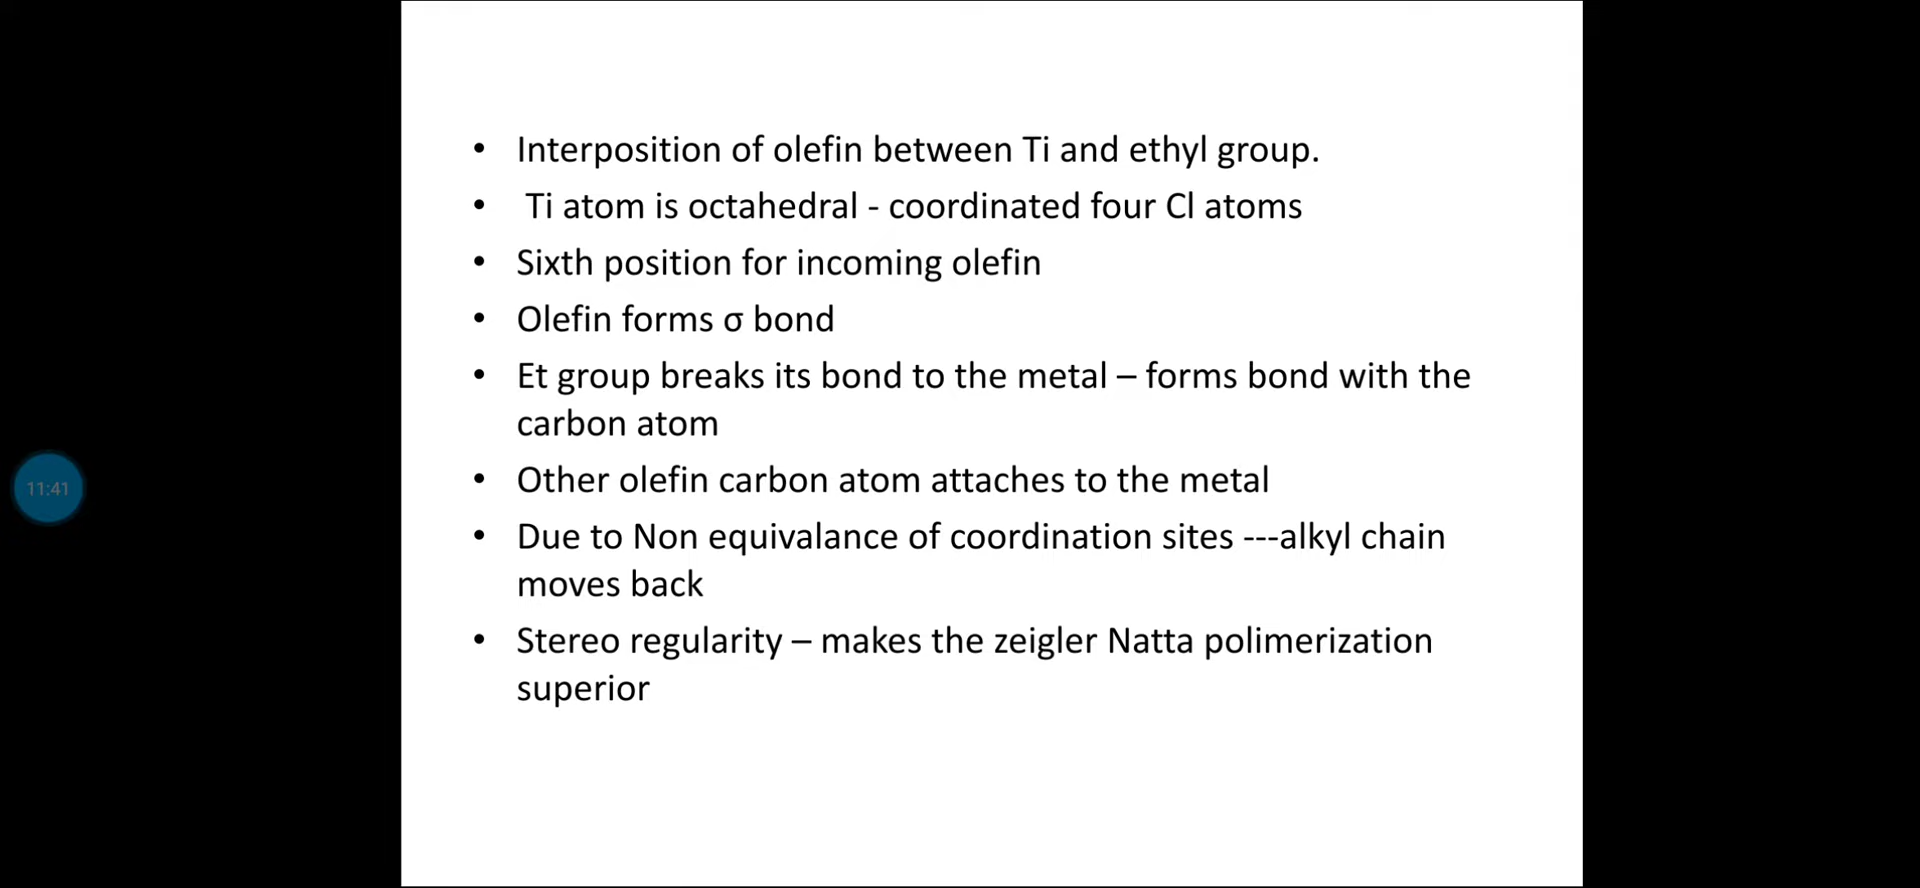 • Interposition of olefin between Ti and ethyl group.
• Ti atom is octahedral - coordinated four Cl atoms
• Sixth position for incoming olefin
• Olefin forms σ bond
• Et group breaks its bond to the metal – forms bond with the
carbon atom
• Other olefin carbon atom attaches to the metal
• Due to Non equivalance of coordination sites ---alkyl chain
moves back
• Stereo regularity – makes the zeigler Natta polimerization
superior
11:41